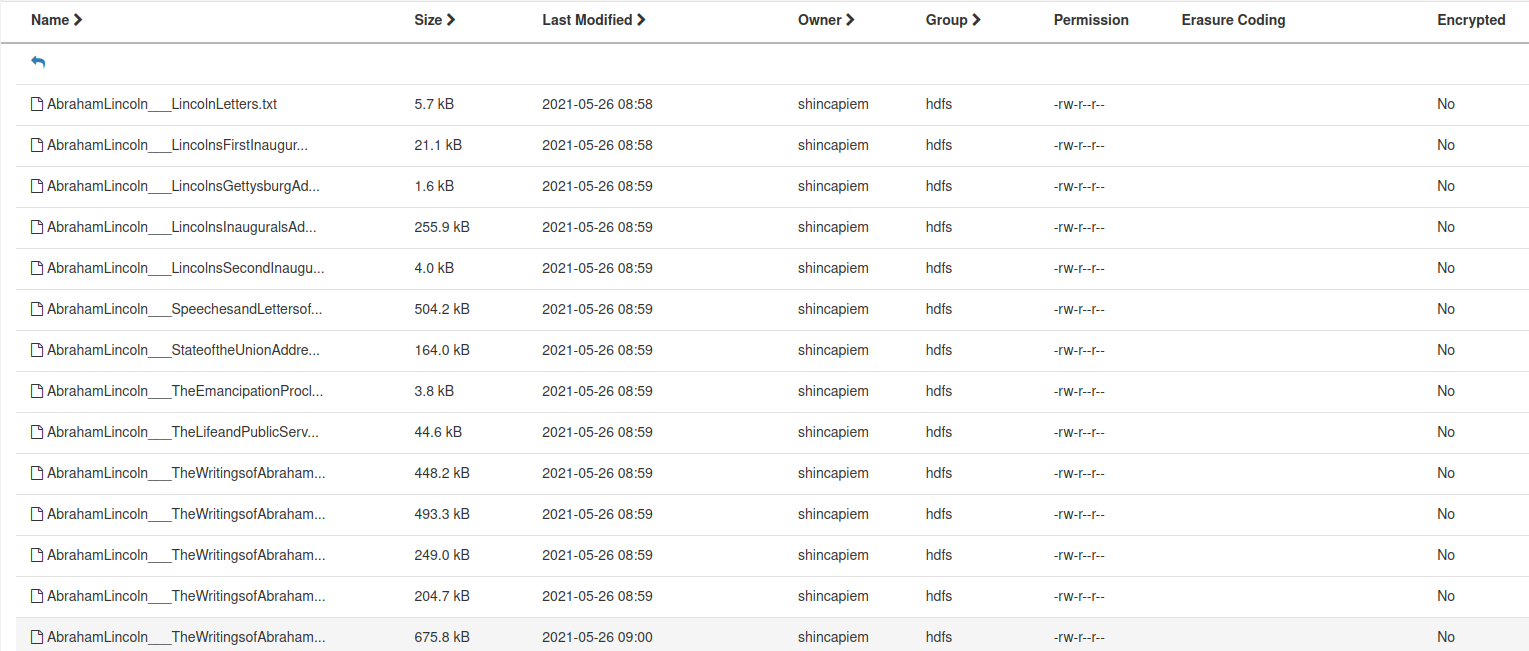 Name Size Last Modified Owner Group Permission Erasure Coding Encrypted
AbrahamLincoln___LincolnLetters.txt 5.7 kB 2021-05-26 08:58 shincapiem hdfs -rw-r--r-- No
AbrahamLincoln___LincolnsFirstInaugur... 21.1 kB 2021-05-26 08:58 shincapiem hdfs -rw-r--r-- No
AbrahamLincoln___LincolnsGettysburgAd... 1.6 kB 2021-05-26 08:59 shincapiem hdfs -rw-r--r-- No
AbrahamLincoln___LincolnsInauguralsAd... 255.9 kB 2021-05-26 08:59 shincapiem hdfs -rw-r--r-- No
AbrahamLincoln___LincolnsSecondInaugu... 4.0 kB 2021-05-26 08:59 shincapiem hdfs -rw-r--r-- No
AbrahamLincoln___SpeechesandLettersof... 504.2 kB 2021-05-26 08:59 shincapiem hdfs -rw-r--r-- No
AbrahamLincoln___StateoftheUnionAddre... 164.0 kB 2021-05-26 08:59 shincapiem hdfs -rw-r--r-- No
AbrahamLincoln___TheEmancipationProcl... 3.8 kB 2021-05-26 08:59 shincapiem hdfs -rw-r--r-- No
AbrahamLincoln___TheLifeandPublicServ... 44.6 kB 2021-05-26 08:59 shincapiem hdfs -rw-r--r-- No
AbrahamLincoln___TheWritingsofAbraham... 448.2 kB 2021-05-26 08:59 shincapiem hdfs -rw-r--r-- No
AbrahamLincoln___TheWritingsofAbraham... 493.3 kB 2021-05-26 08:59 shincapiem hdfs -rw-r--r-- No
AbrahamLincoln___TheWritingsofAbraham... 249.0 kB 2021-05-26 08:59 shincapiem hdfs -rw-r--r-- No
AbrahamLincoln___TheWritingsofAbraham... 204.7 kB 2021-05-26 08:59 shincapiem hdfs -rw-r--r-- No
AbrahamLincoln___TheWritingsofAbraham... 675.8 kB 2021-05-26 09:00 shincapiem hdfs -rw-r--r-- No